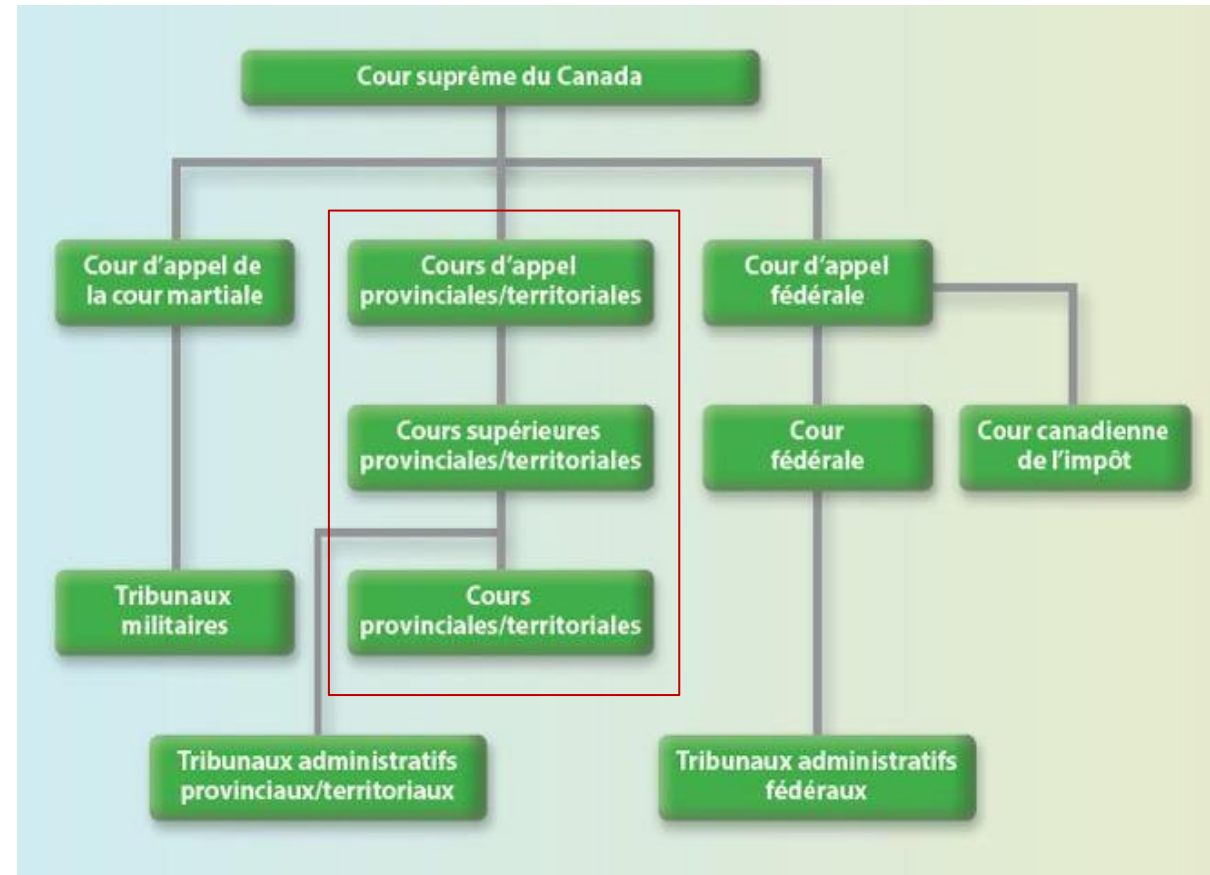 Cour suprême du Canada
Cour d'appel de
la cour martiale
Cours d'appel
provinciales/territoriales
Cour d'appel
fédérale
Cours supérieures
provinciales/territoriales
Cour
fédérale
Cour canadienne
de l'impôt
Tribunaux
militaires
Cours
provinciales/territoriales
Tribunaux administratifs
provinciaux/territoriaux
Tribunaux administratifs
fédéraux